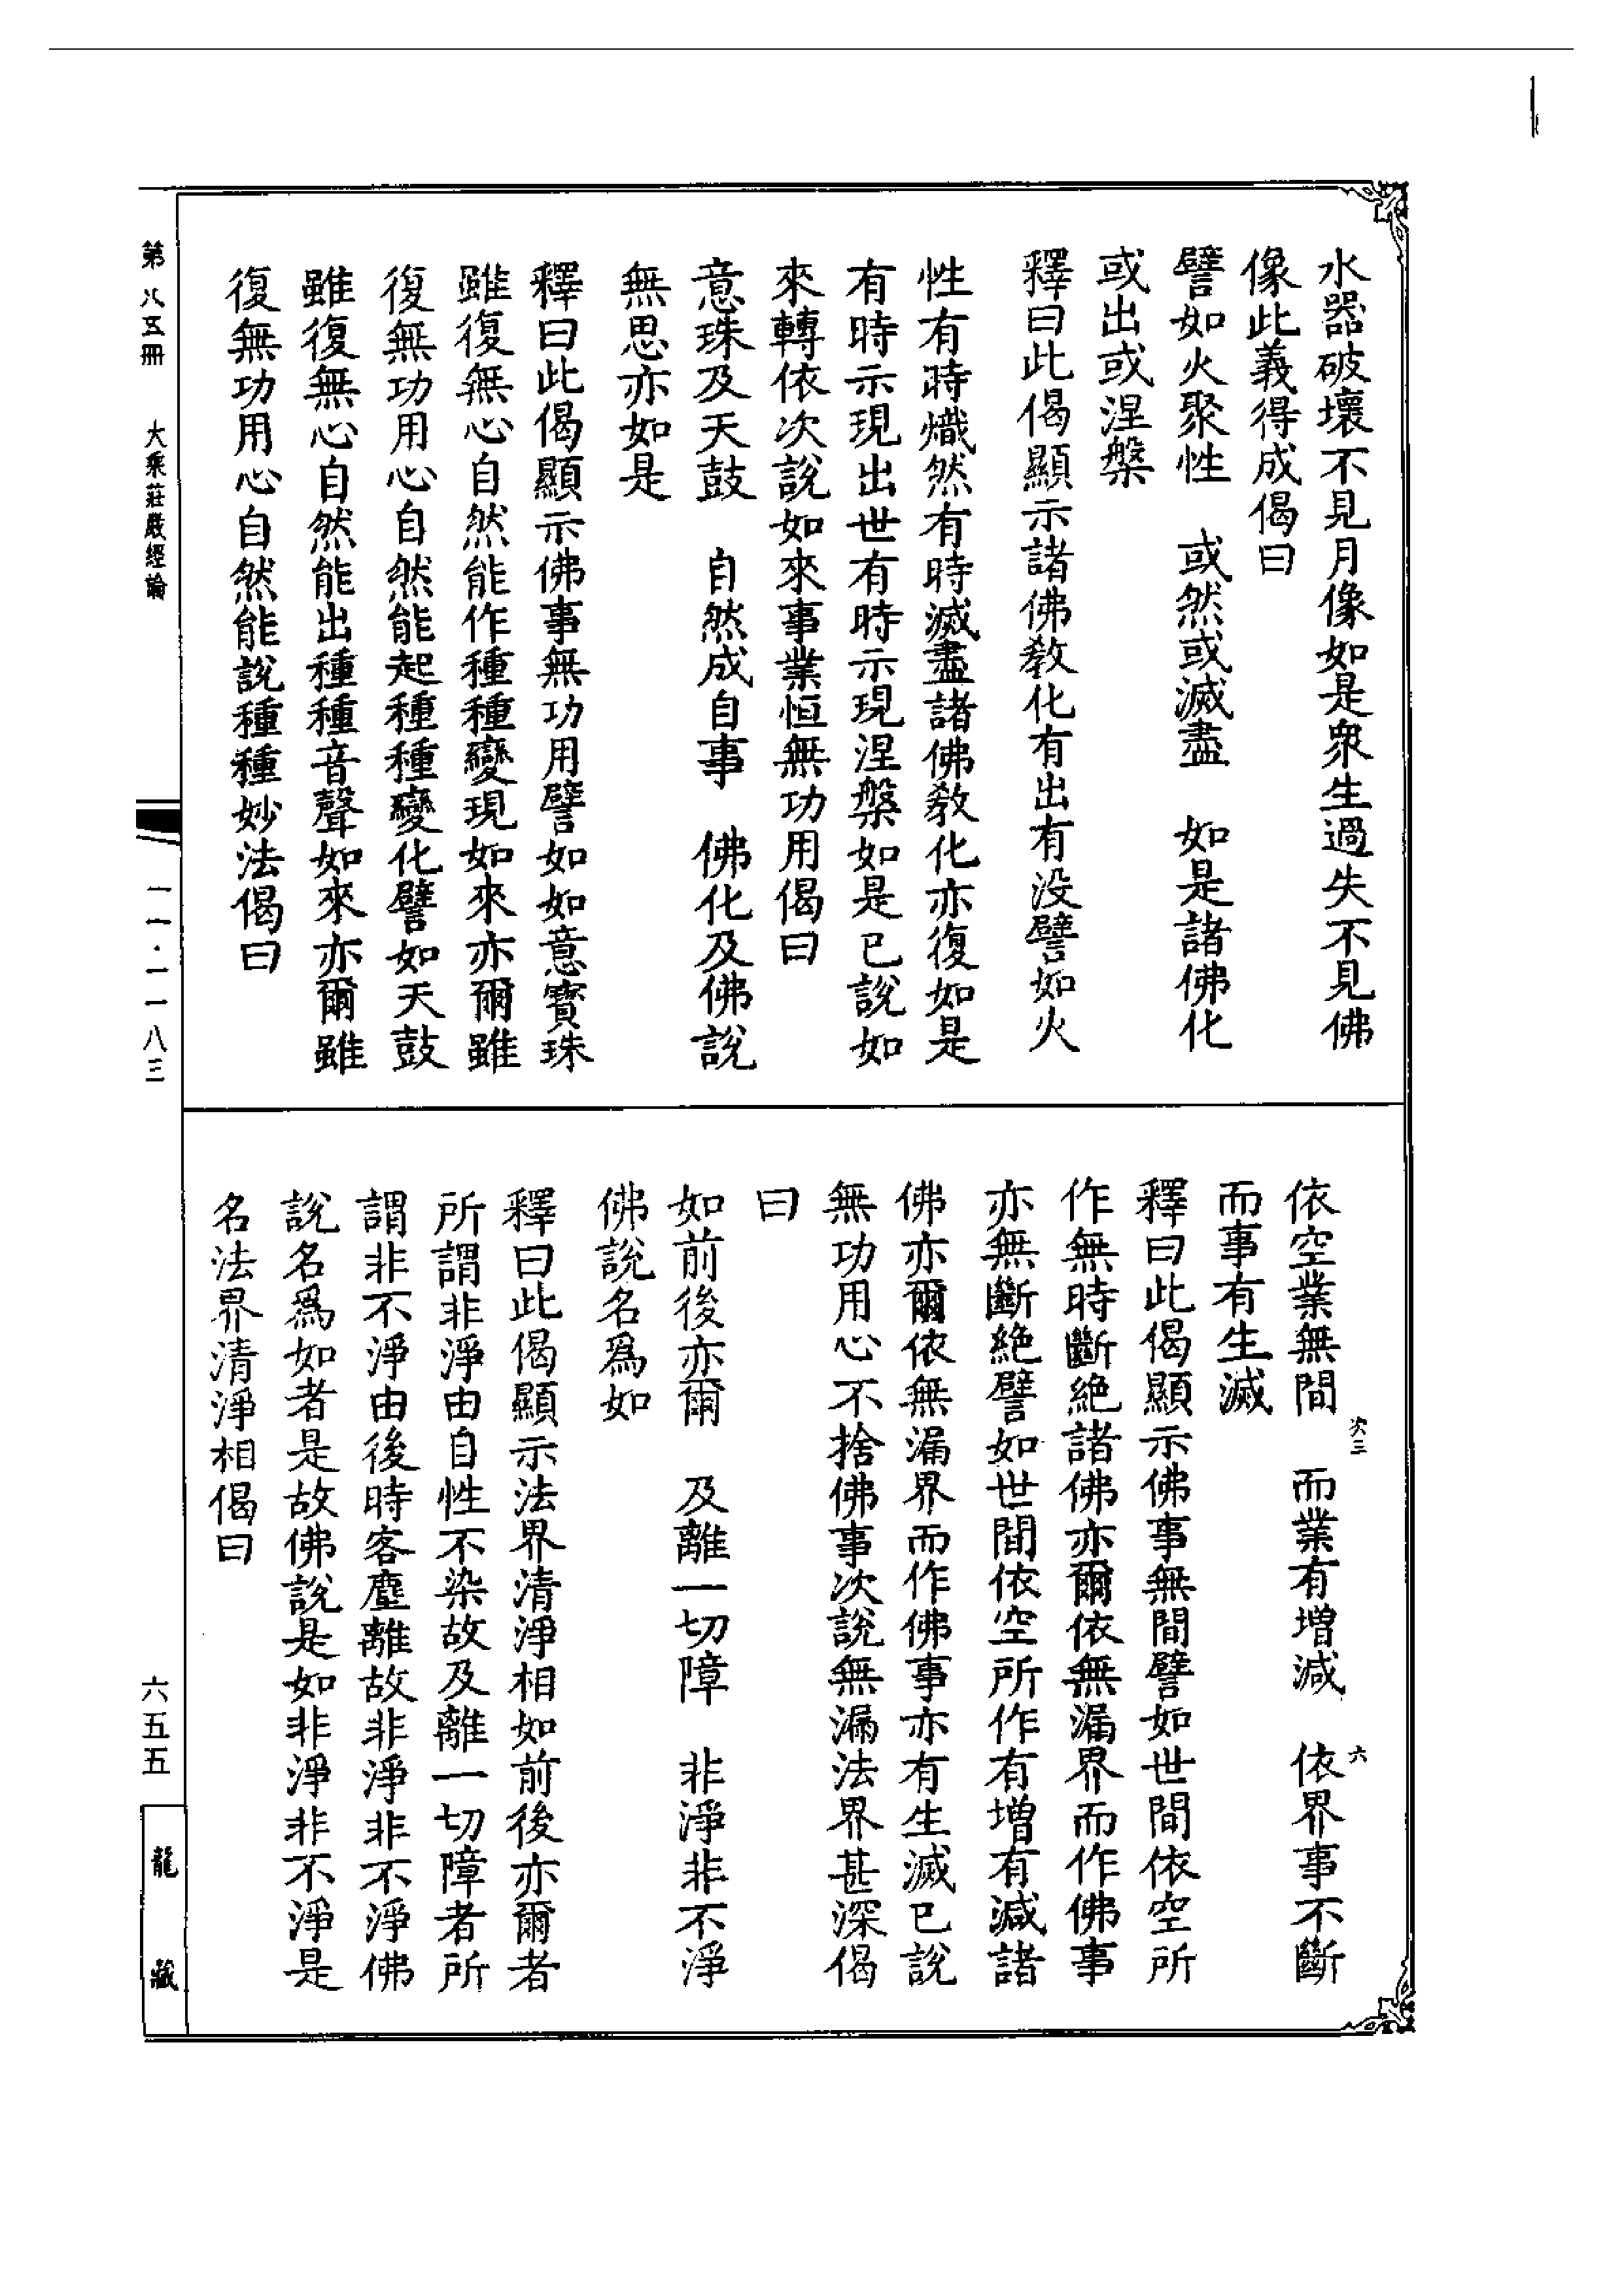 水器破壞不見月像如是衆生過失不見佛
像此義得成偈曰
譬如火聚性　或然或滅盡　如是諸佛化
或出或涅槃
釋曰此偈顯示諸佛教化有出有没譬如火
性有時熾然有時滅盡諸佛教化亦復如是
有時示現出世有時示現涅槃如是已說如
來轉依次說如來事業恒無功用偈曰
意珠及天鼓　自然成自事　佛化及佛說
無思亦如是
釋曰此偈顯示佛事無功用譬如如意寶珠
雖復無心自然能作種種變現如來亦爾雖
復無功用心自然能起種種變化譬如天鼓
雖復無心自然能出種種音聲如來亦爾雖
復無功用心自然能說種種妙法偈曰
依空業無間　而業有增減　依界事不斷
次三
六
而事有生滅
釋曰此偈顯示佛事無間譬如世間依空所
作無時斷絶諸佛亦爾依無漏界而作佛事
亦無斷絶譬如世間依空所作有增有減諸
佛亦爾依無漏界而作佛事亦有生滅已說
無功用心不捨佛事次說無漏法界甚深偈
曰
如前後亦爾　及離一切障　非淨非不淨
佛說名爲如
釋曰此偈顯示法界清淨相如前後亦爾者
所謂非淨由自性不染故及離一切障者所
謂非不淨由後時客塵離故非淨非不淨佛
說名爲如者是故佛說是如非淨非不淨是
名法界清淨相偈曰
第八五冊　大乘莊嚴經論
一一·一一八三
六五五
龍藏